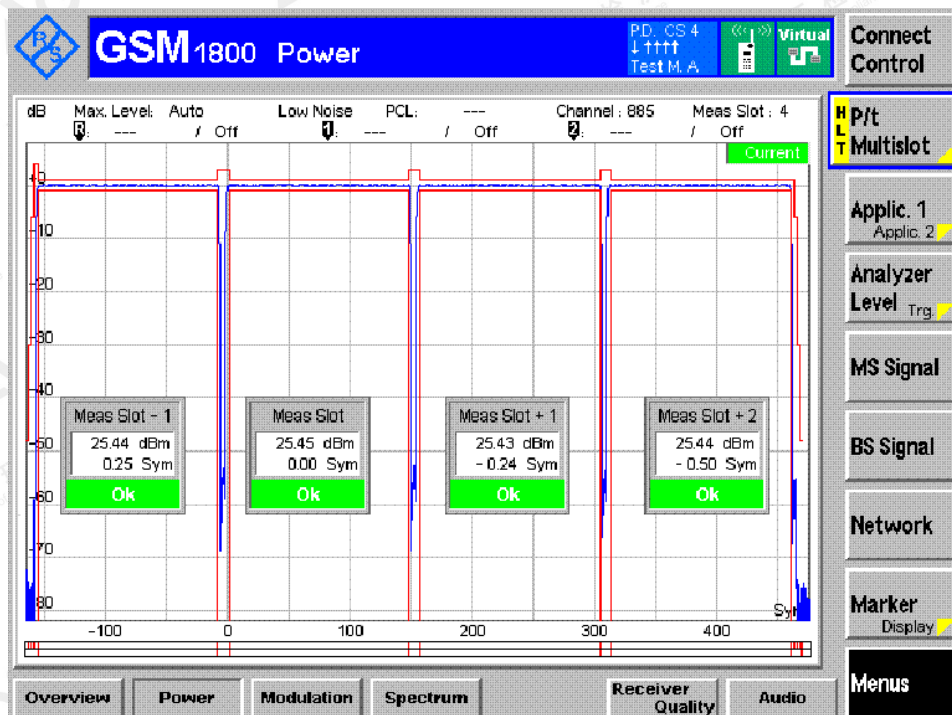 R&S
GSM 1800 Power
P.D. CS 4
↓ ↑↑↑↑
Test M. A.
Virtual
Connect
Control
dB Max. Level: Auto Low Noise PCL: --- Channel : 885 Meas Slot : 4
R: --- / Off 1: --- / Off 2: --- / Off
HLT
P/t
Multislot
Current
+0
-10
-20
-30
-40
-50
-60
-70
-80
Meas Slot - 1
25.44 dBm
0.25 Sym
Ok
Meas Slot
25.45 dBm
0.00 Sym
Ok
Meas Slot + 1
25.43 dBm
- 0.24 Sym
Ok
Meas Slot + 2
25.44 dBm
- 0.50 Sym
Ok
-100 0 100 200 300 400
Applic. 1
Applic. 2
Analyzer
Level Trg.
MS Signal
BS Signal
Network
Marker
Display
Menus
Overview Power Modulation Spectrum Receiver Quality Audio